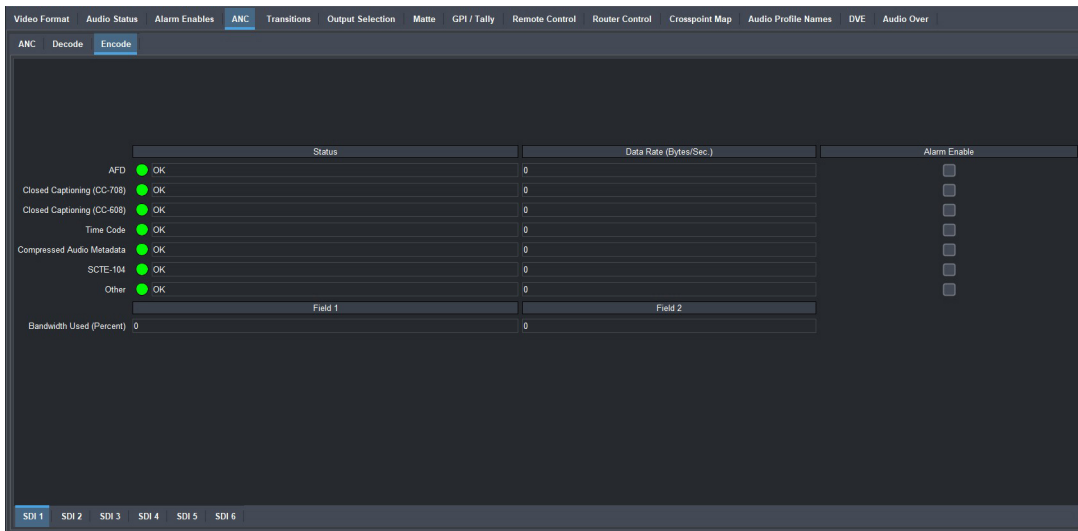 Video Format Audio Status Alarm Enables ANC Transitions Output Selection Matte GPI / Tally Remote Control Router Control Crosspoint Map Audio Profile Names DVE Audio Over
ANC Decode Encode
Status Data Rate (Bytes/Sec.) Alarm Enable
AFD OK 0
Closed Captioning (CC-708) OK 0
Closed Captioning (CC-608) OK 0
Time Code OK 0
Compressed Audio Metadata OK 0
SCTE-104 OK 0
Other OK 0
Field 1 Field 2
Bandwidth Used (Percent) 0 0
SDI 1 SDI 2 SDI 3 SDI 4 SDI 5 SDI 6